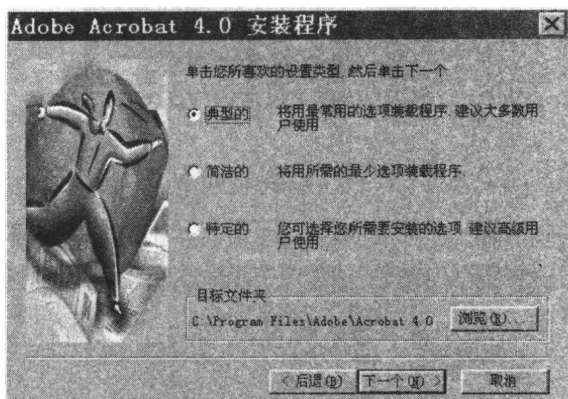 Adobe Acrobat 4.0 安装程序
单击您所喜欢的设置类型,然后单击下一个
典型的
将用最常用的选项装载程序.建议大多数用
户使用
简洁的
将用所需的最少选项装载程序.
特定的
您可选择您所需要安装的选项 建议高级用
户使用
目标文件夹
C \Program Files\Adobe\Acrobat 4.0
浏览(R)...
< 后退(B)
下一个(N) >
取消